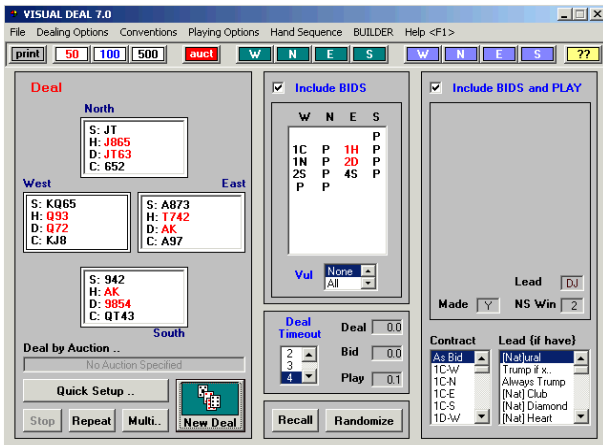 VISUAL DEAL 7.0
File Dealing Options Conventions Playing Options Hand Sequence BUILDER Help <F1>
print 50 100 500 auct W N E S W N E S ??
Deal
North
S: JT
H: J865
D: JT63
C: 652
West
S: KQ65
H: Q93
D: Q72
C: KJ8
East
S: A873
H: T742
D: AK
C: A97
S: 942
H: AK
D: 9854
C: QT43
South
Deal by Auction ..
No Auction Specified
Quick Setup ..
Stop Repeat Multi.. New Deal
Include BIDS
W N E S
P
1C P 1H P
1N P 2D P
2S P 4S P
P P
Vul None
All
Deal Timeout
2
3
4
Deal 0.0
Bid 0.0
Play 0.1
Recall Randomize
Include BIDS and PLAY
Lead DJ
Made Y NS Win 2
Contract
As Bid
1C-W
1C-N
1C-E
1C-S
1D-W
Lead {if have}
[Nat]ural
Trump if x..
Always Trump
[Nat] Club
[Nat] Diamond
[Nat] Heart